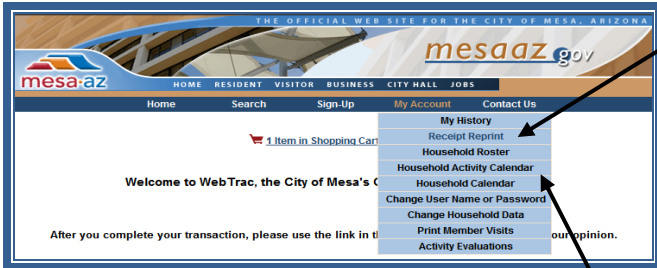 THE OFFICIAL WEB SITE FOR THE CITY OF MESA, ARIZONA
mesaaz gov
mesa·az
HOME RESIDENT VISITOR BUSINESS CITY HALL JOBS
Home Search Sign-Up My Account Contact Us
My History
1 Item in Shopping Cart
Receipt Reprint
Household Roster
Household Activity Calendar
Welcome to WebTrac, the City of Mesa's
Household Calendar
Change User Name or Password
Change Household Data
Print Member Visits
After you complete your transaction, please use the link in our opinion.
Activity Evaluations